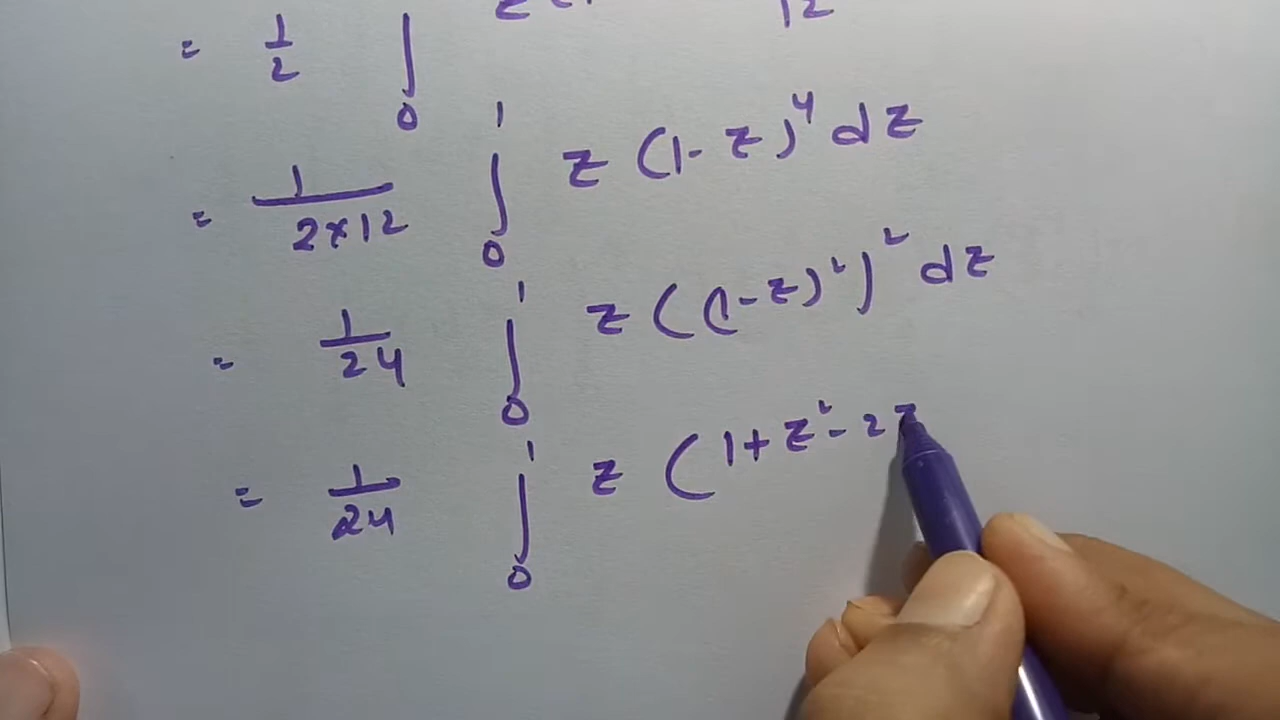 = 1/2 ∫₀ z 12
= 1/(2×12) ∫₀¹ z (1-z)⁴ dz
= 1/24 ∫₀¹ z ((1-z)²)² dz
= 1/24 ∫₀¹ z (1+z²-2z